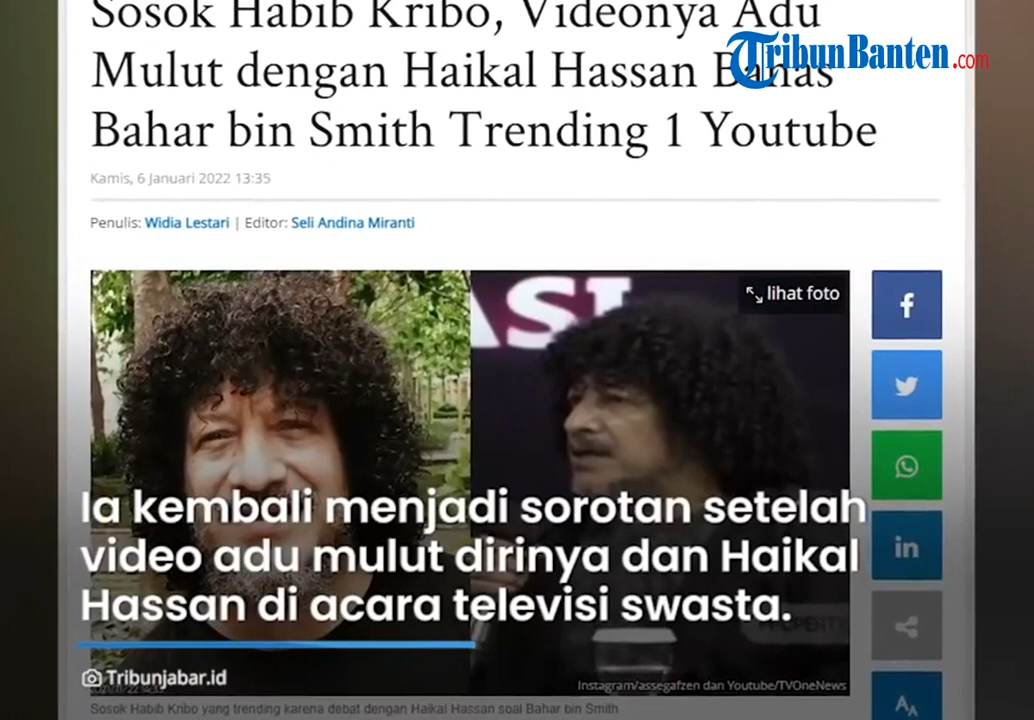 Sosok Habib Kribo, Videonya Adu
TribunBanten.com
Mulut dengan Haikal Hassan Bahas
Bahar bin Smith Trending 1 Youtube
Kamis, 6 Januari 2022 13:35
Penulis: Widia Lestari | Editor: Seli Andina Miranti
lihat foto
ASI
Ia kembali menjadi sorotan setelah
video adu mulut dirinya dan Haikal
Hassan di acara televisi swasta.
Tribunjabar.id
Instagram/assegafzen dan Youtube/TVOneNews
Sosok Habib Kribo yang trending karena debat dengan Haikal Hassan soal Bahar bin Smith